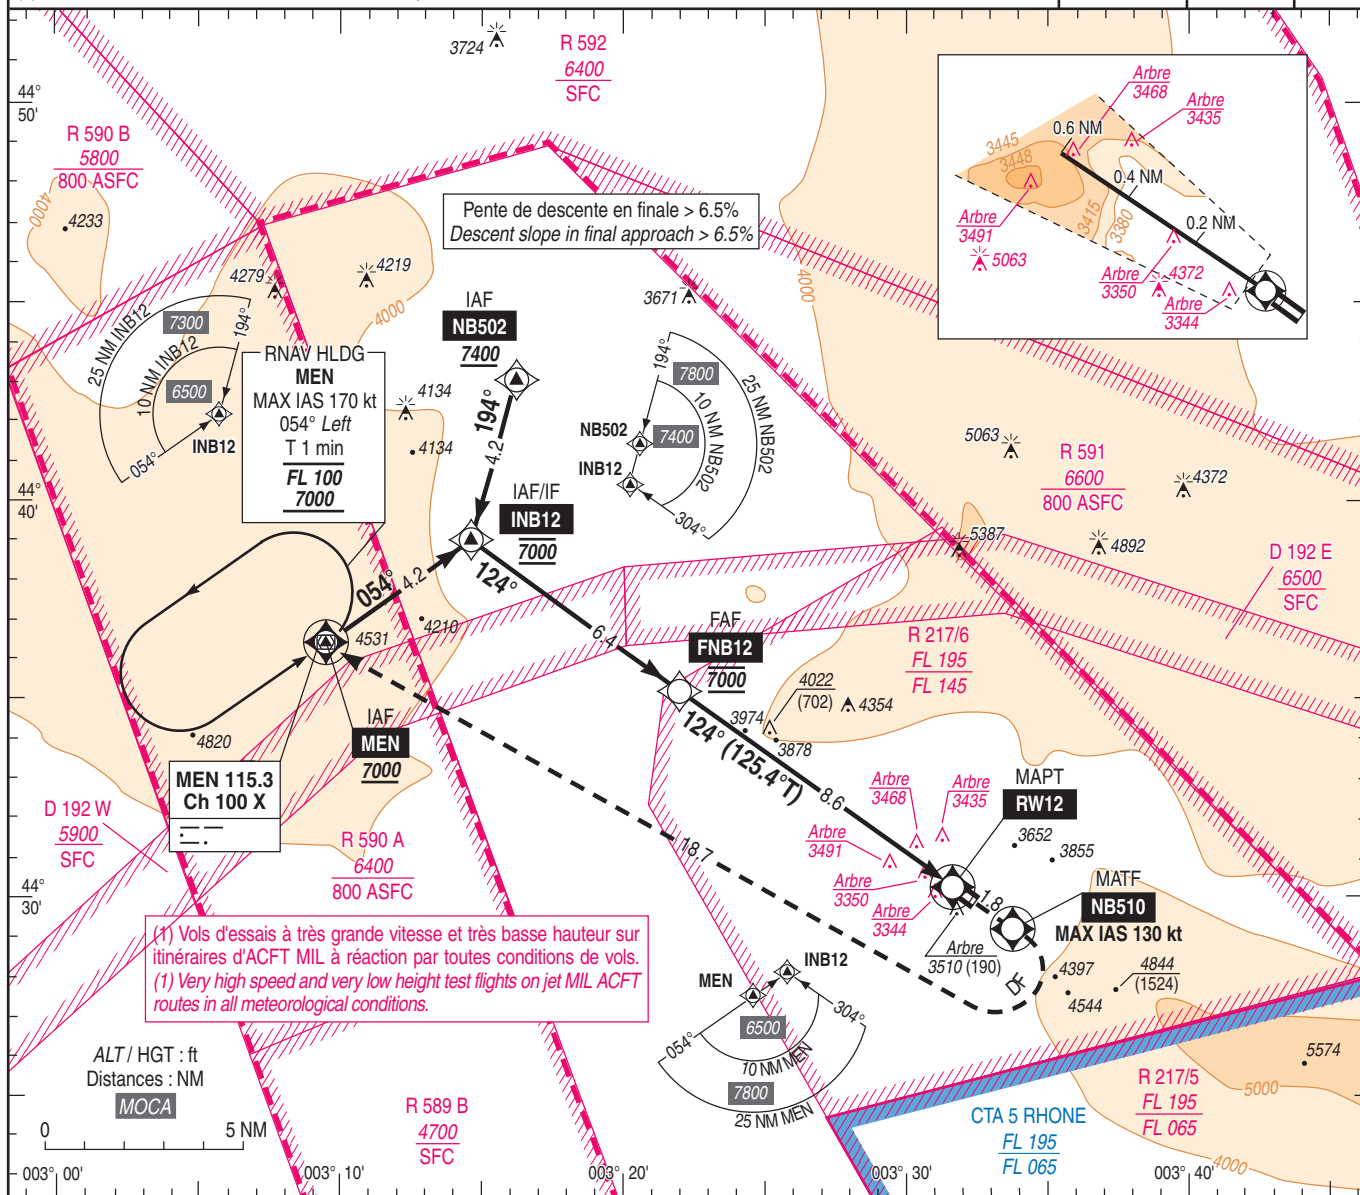 3724
R 592
6400
SFC
44°
50'
R 590 B
5800
800 ASFC
4000
4233
Pente de descente en finale > 6.5%
Descent slope in final approach > 6.5%
Arbre
3468
Arbre
3435
0.6 NM
3445
3448
0.4 NM
3415
3380
0.2 NM
Arbre
3491
5063
Arbre
3350
4372
Arbre
3344
4279
4219
4000
3671
4000
25 NM INB12
7300
194°
10 NM INB12
6500
INB12
054°
RNAV HLDG
MEN
MAX IAS 170 kt
054° Left
T 1 min
FL 100
7000
IAF
NB502
7400
194°
4.2
4134
4134
194°
7800
25 NM NB502
10 NM NB502
NB502
7400
INB12
304°
5063
R 591
6600
800 ASFC
4372
44°
40'
IAF/IF
INB12
7000
5387
4892
D 192 E
6500
SFC
054°
4.2
124°
4531
4210
6.4
FAF
FNB12
7000
R 217/6
FL 195
FL 145
4022
(702)
4354
3974
3878
124° (125.4°T)
8.6
4820
IAF
MEN
7000
MEN 115.3
Ch 100 X
D 192 W
5900
SFC
R 590 A
6400
800 ASFC
18.7
Arbre
3468
Arbre
3435
Arbre
3491
Arbre
3350
Arbre
3344
MAPT
RW12
3652
3855
1.8
MATF
NB510
MAX IAS 130 kt
Arbre
3510 (190)
44°
30'
DF
4397
4544
4844
(1524)
(1) Vols d'essais à très grande vitesse et très basse hauteur sur
itinéraires d'ACFT MIL à réaction par toutes conditions de vols.
(1) Very high speed and very low height test flights on jet MIL ACFT
routes in all meteorological conditions.
MEN
INB12
6500
304°
054°
10 NM MEN
7800
25 NM MEN
ALT / HGT : ft
Distances : NM
MOCA
0
5 NM
R 589 B
4700
SFC
5574
5000
R 217/5
FL 195
FL 065
CTA 5 RHONE
FL 195
FL 065
4000
003° 00'
003° 10'
003° 20'
003° 30'
003° 40'